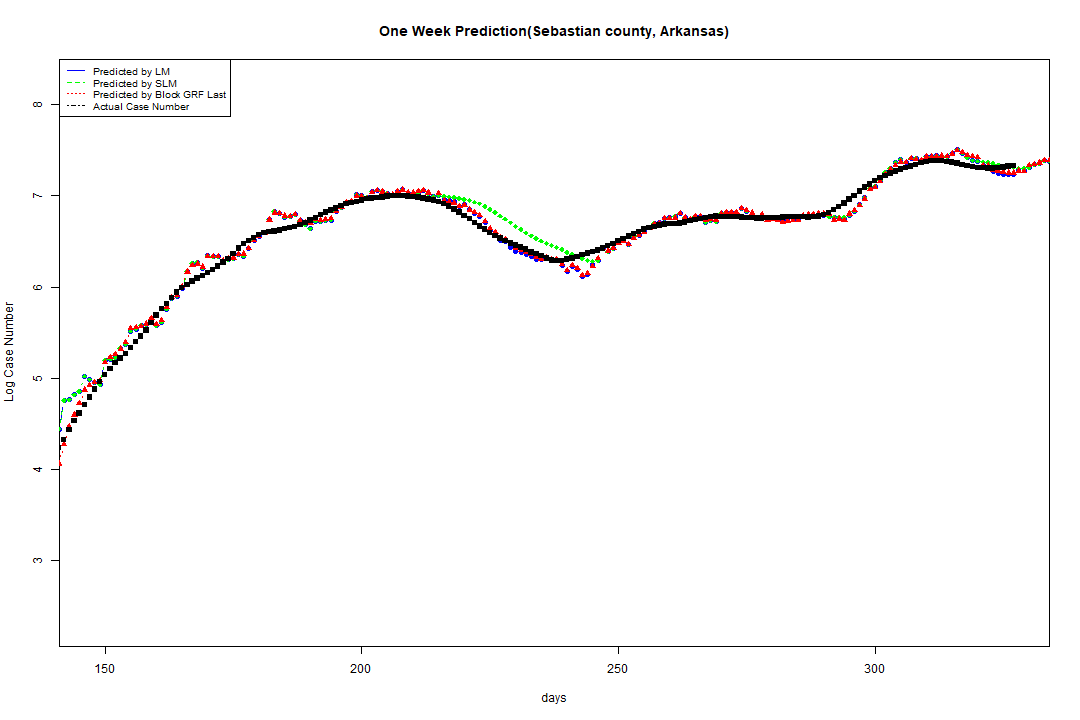 One Week Prediction(Sebastian county, Arkansas)
Predicted by LM
Predicted by SLM
Predicted by Block GRF Last
Actual Case Number
8
7
6
5
4
3
Log Case Number
150
200
250
300
days